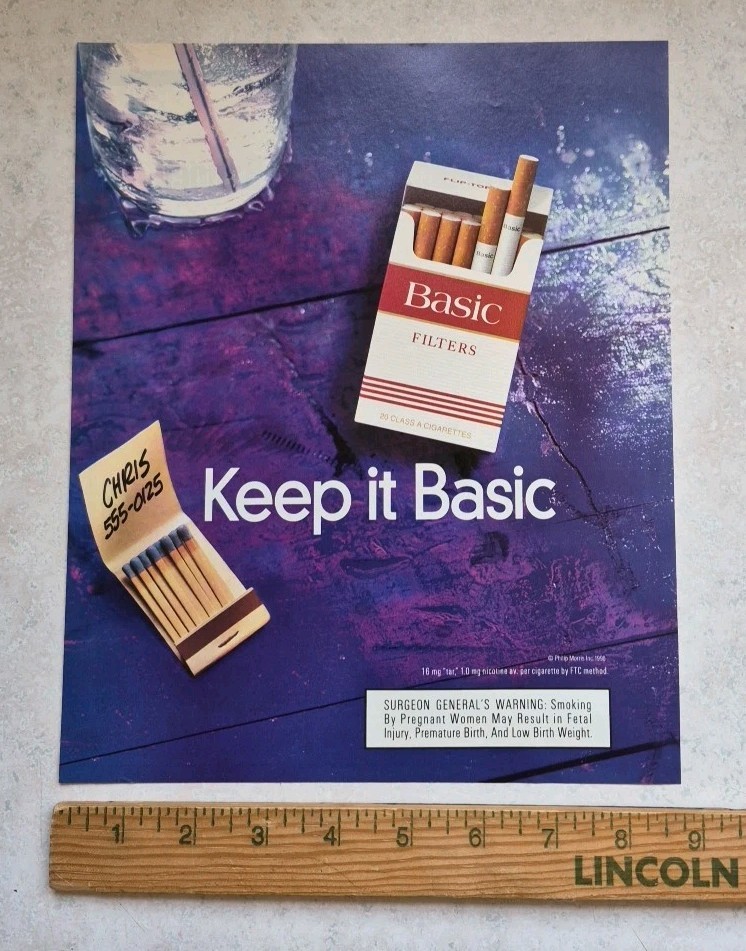 FLIP-TOP
Basic
Basic
Basic
FILTERS
20 CLASS A CIGARETTES
CHRIS
555-0125
Keep it Basic
© Philip Morris Inc. 1996
16 mg "tar," 1.0 mg nicotine av. per cigarette by FTC method.
SURGEON GENERAL'S WARNING: Smoking
By Pregnant Women May Result in Fetal
Injury, Premature Birth, And Low Birth Weight.
1 2 3 4 5 6 7 8 9
LINCOLN